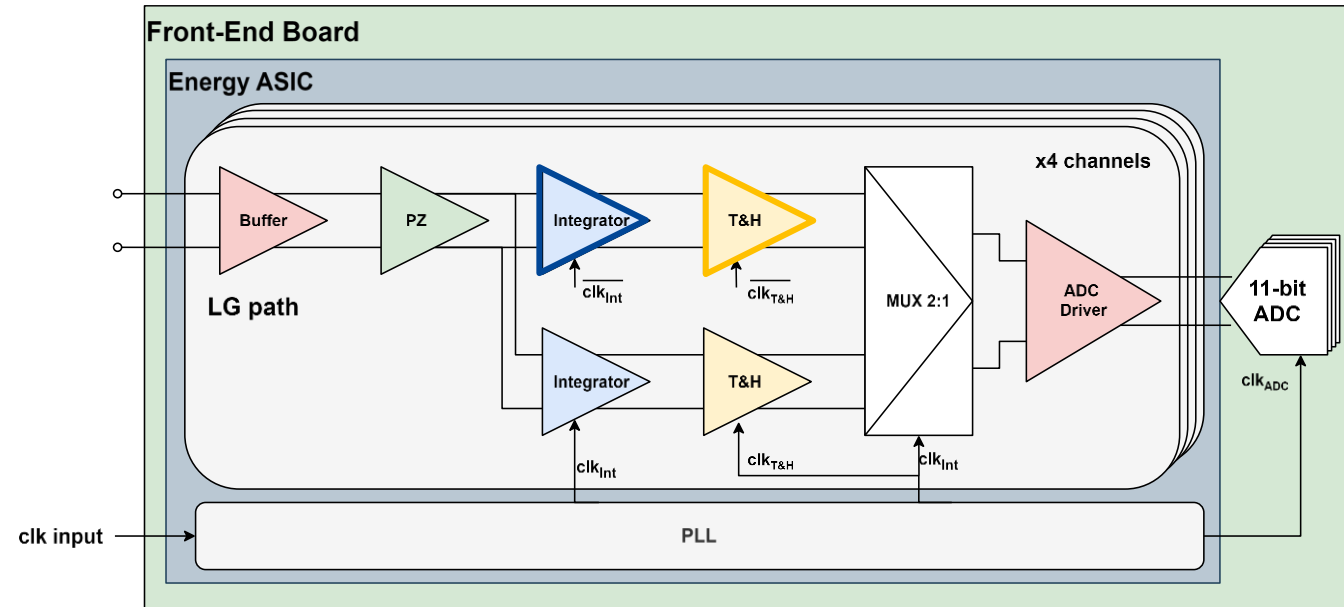 Front-End Board
Energy ASIC
x4 channels
Buffer
PZ
Integrator
T&H
clkInt
clkT&H
LG path
MUX 2:1
ADC
Driver
11-bit
ADC
Integrator
T&H
clkADC
clkInt
clkT&H
clkInt
clk input
PLL